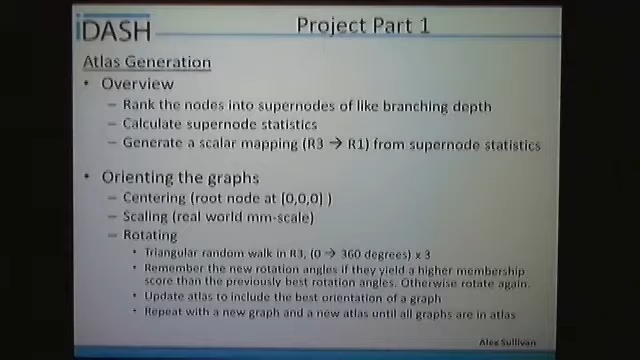 iDASH
Project Part 1
Atlas Generation
• Overview
– Rank the nodes into supernodes of like branching depth
– Calculate supernode statistics
– Generate a scalar mapping (R3 → R1) from supernode statistics
• Orienting the graphs
– Centering (root node at [0,0,0] )
– Scaling (real world mm-scale)
– Rotating
• Triangular random walk in R3, (0 → 360 degrees) x 3
• Remember the new rotation angles if they yield a higher membership
score than the previously best rotation angles. Otherwise rotate again.
• Update atlas to include the best orientation of a graph
• Repeat with a new graph and a new atlas until all graphs are in atlas
Alex Sullivan